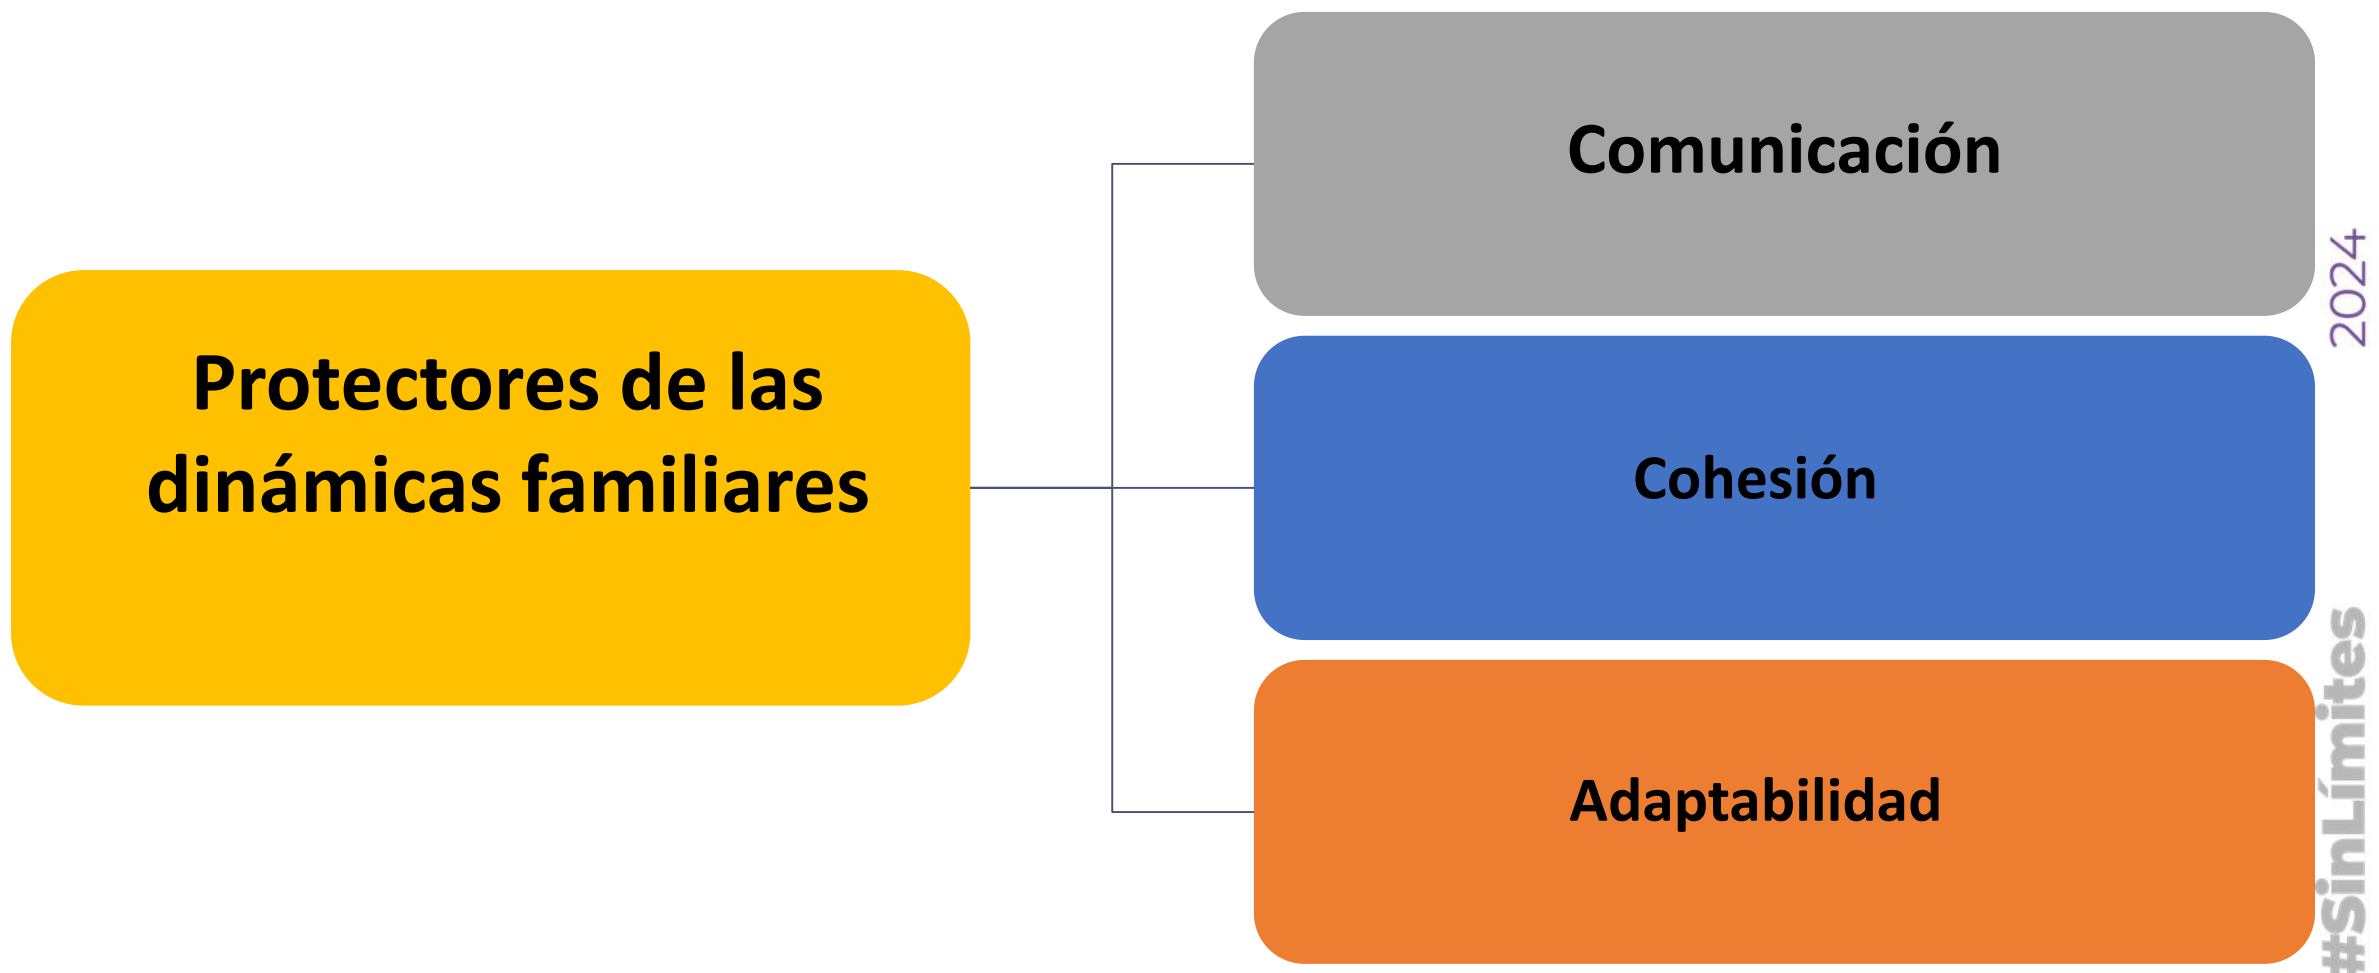 Protectores de las
dinámicas familiares
Comunicación
Cohesión
Adaptabilidad
2024
#SinLímites